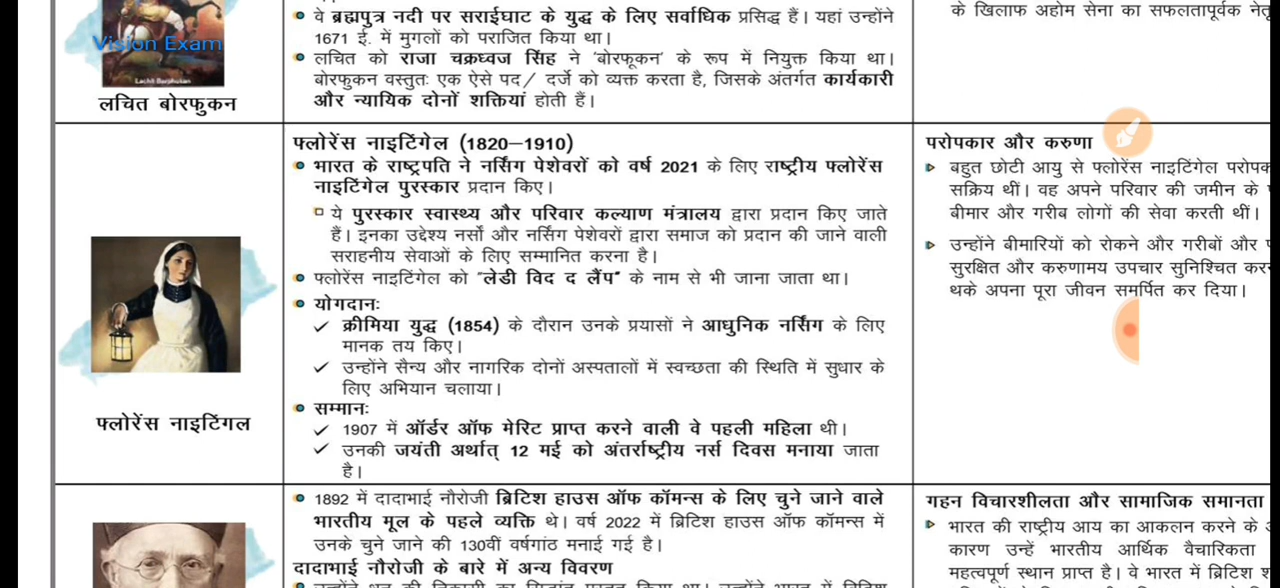 Vision Exam
Lachit Borphukan
लचित बोरफुकन
वे ब्रह्मपुत्र नदी पर सराईघाट के युद्ध के लिए सर्वाधिक प्रसिद्ध हैं। यहां उन्होंने
1671 ई. में मुगलों को पराजित किया था।
लचित को राजा चक्रध्वज सिंह ने 'बोरफूकन' के रूप में नियुक्त किया था।
बोरफुकन वस्तुतः एक ऐसे पद/ दर्जे को व्यक्त करता है, जिसके अंतर्गत कार्यकारी
और न्यायिक दोनों शक्तियां होती हैं।
के खिलाफ अहोम सेना का सफलतापूर्वक
फ्लोरेंस नाइटिंगल
फ्लोरेंस नाइटिंगेल (1820–1910)
भारत के राष्ट्रपति ने नर्सिंग पेशेवरों को वर्ष 2021 के लिए राष्ट्रीय फ्लोरेंस
नाइटिंगेल पुरस्कार प्रदान किए।
ये पुरस्कार स्वास्थ्य और परिवार कल्याण मंत्रालय द्वारा प्रदान किए जाते
हैं। इनका उद्देश्य नर्सों और नर्सिंग पेशेवरों द्वारा समाज को प्रदान की जाने वाली
सराहनीय सेवाओं के लिए सम्मानित करना है।
फ्लोरेंस नाइटिंगेल को "लेडी विद द लैंप" के नाम से भी जाना जाता था।
योगदानः
✓ क्रीमिया युद्ध (1854) के दौरान उनके प्रयासों ने आधुनिक नर्सिंग के लिए
मानक तय किए।
✓ उन्होंने सैन्य और नागरिक दोनों अस्पतालों में स्वच्छता की स्थिति में सुधार के
लिए अभियान चलाया।
सम्मानः
✓ 1907 में ऑर्डर ऑफ मेरिट प्राप्त करने वाली वे पहली महिला थी।
✓ उनकी जयंती अर्थात् 12 मई को अंतर्राष्ट्रीय नर्स दिवस मनाया जाता
है।
परोपकार और करुणा
बहुत छोटी आयु से फ्लोरेंस नाइटिंगेल
सक्रिय थीं। वह अपने परिवार की जमीन के
बीमार और गरीब लोगों की सेवा करती थीं।
उन्होंने बीमारियों को रोकने और गरीबों और
सुरक्षित और करुणामय उपचार सुनिश्चित
थके अपना पूरा जीवन समर्पित कर दिया।
1892 में दादाभाई नौरोजी ब्रिटिश हाउस ऑफ कॉमन्स के लिए चुने जाने वाले
भारतीय मूल के पहले व्यक्ति थे। वर्ष 2022 में ब्रिटिश हाउस ऑफ कॉमन्स में
उनके चुने जाने की 130वीं वर्षगांठ मनाई गई है।
दादाभाई नौरोजी के बारे में अन्य विवरण
गहन विचारशीलता और सामाजिक समानता
भारत की राष्ट्रीय आय का आकलन करने के
कारण उन्हें भारतीय आर्थिक वैचारिकता
महत्वपूर्ण स्थान प्राप्त है। वे भारत में ब्रिटिश